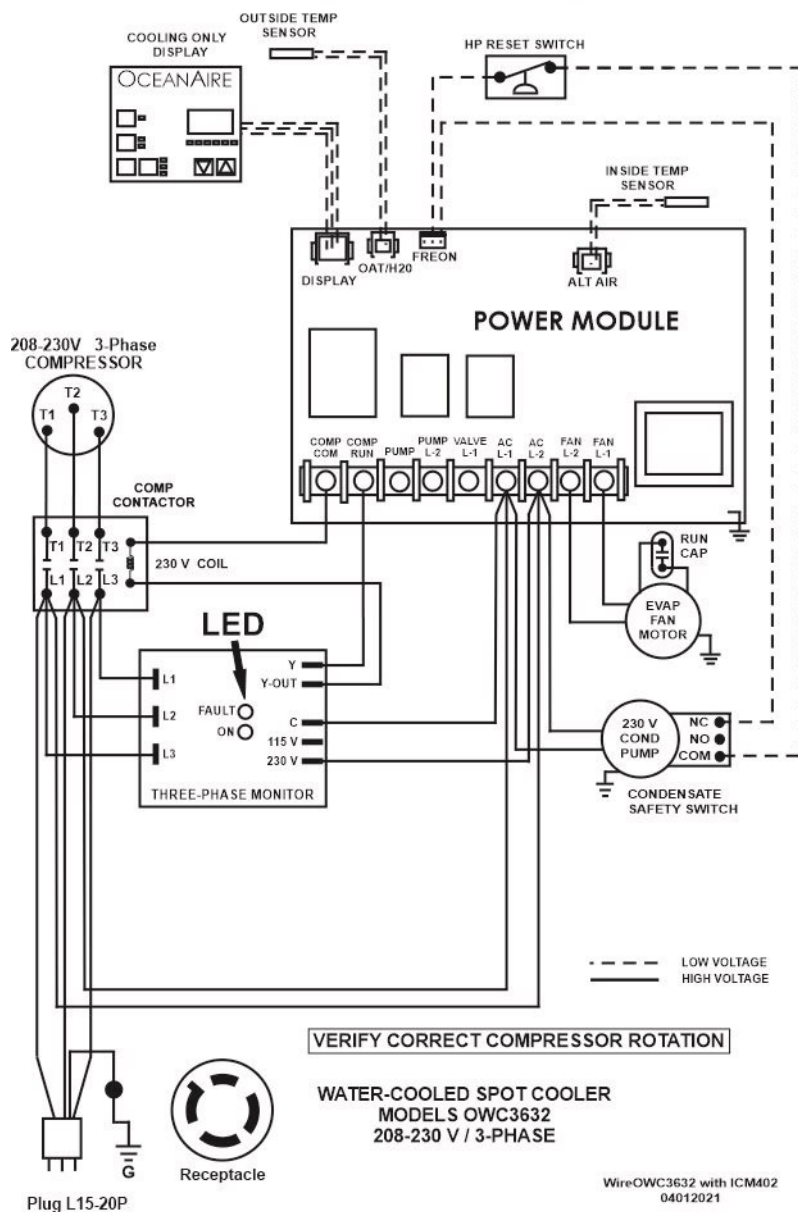 OUTSIDE TEMP
SENSOR
COOLING ONLY
DISPLAY
OCEANAIRE
HP RESET SWITCH
INSIDE TEMP
SENSOR
DISPLAY
OAT/H20
FREON
ALT AIR
POWER MODULE
208-230V 3-Phase
COMPRESSOR
T1
T2
T3
COMP
COM
COMP
RUN
PUMP
PUMP
L-2
VALVE
L-1
AC
L-1
AC
L-2
FAN
L-2
FAN
L-1
COMP
CONTACTOR
T1
T2
T3
230 V COIL
L1
L2
L3
RUN
CAP
EVAP
FAN
MOTOR
LED
Y
Y-OUT
L1
L2
L3
FAULT
ON
C
115 V
230 V
THREE-PHASE MONITOR
230 V
COND
PUMP
NC
NO
COM
CONDENSATE
SAFETY SWITCH
LOW VOLTAGE
HIGH VOLTAGE
VERIFY CORRECT COMPRESSOR ROTATION
WATER-COOLED SPOT COOLER
MODELS OWC3632
208-230 V / 3-PHASE
G
Receptacle
Plug L15-20P
WireOWC3632 with ICM402
04012021